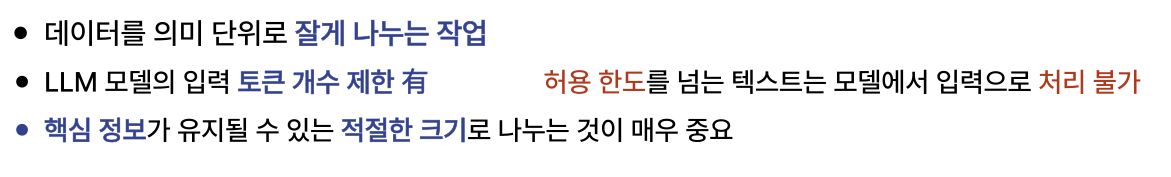 • 데이터를 의미 단위로 잘게 나누는 작업
• LLM 모델의 입력 토큰 개수 제한 有 허용 한도를 넘는 텍스트는 모델에서 입력으로 처리 불가
• 핵심 정보가 유지될 수 있는 적절한 크기로 나누는 것이 매우 중요